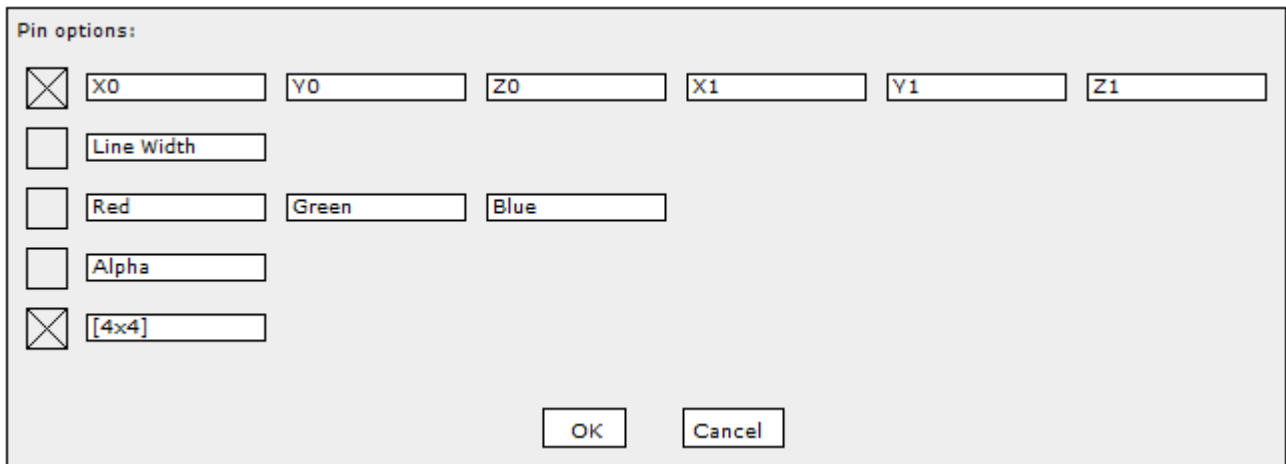 Pin options:
X0 Y0 Z0 X1 Y1 Z1
Line Width
Red Green Blue
Alpha
[4x4]
OK Cancel